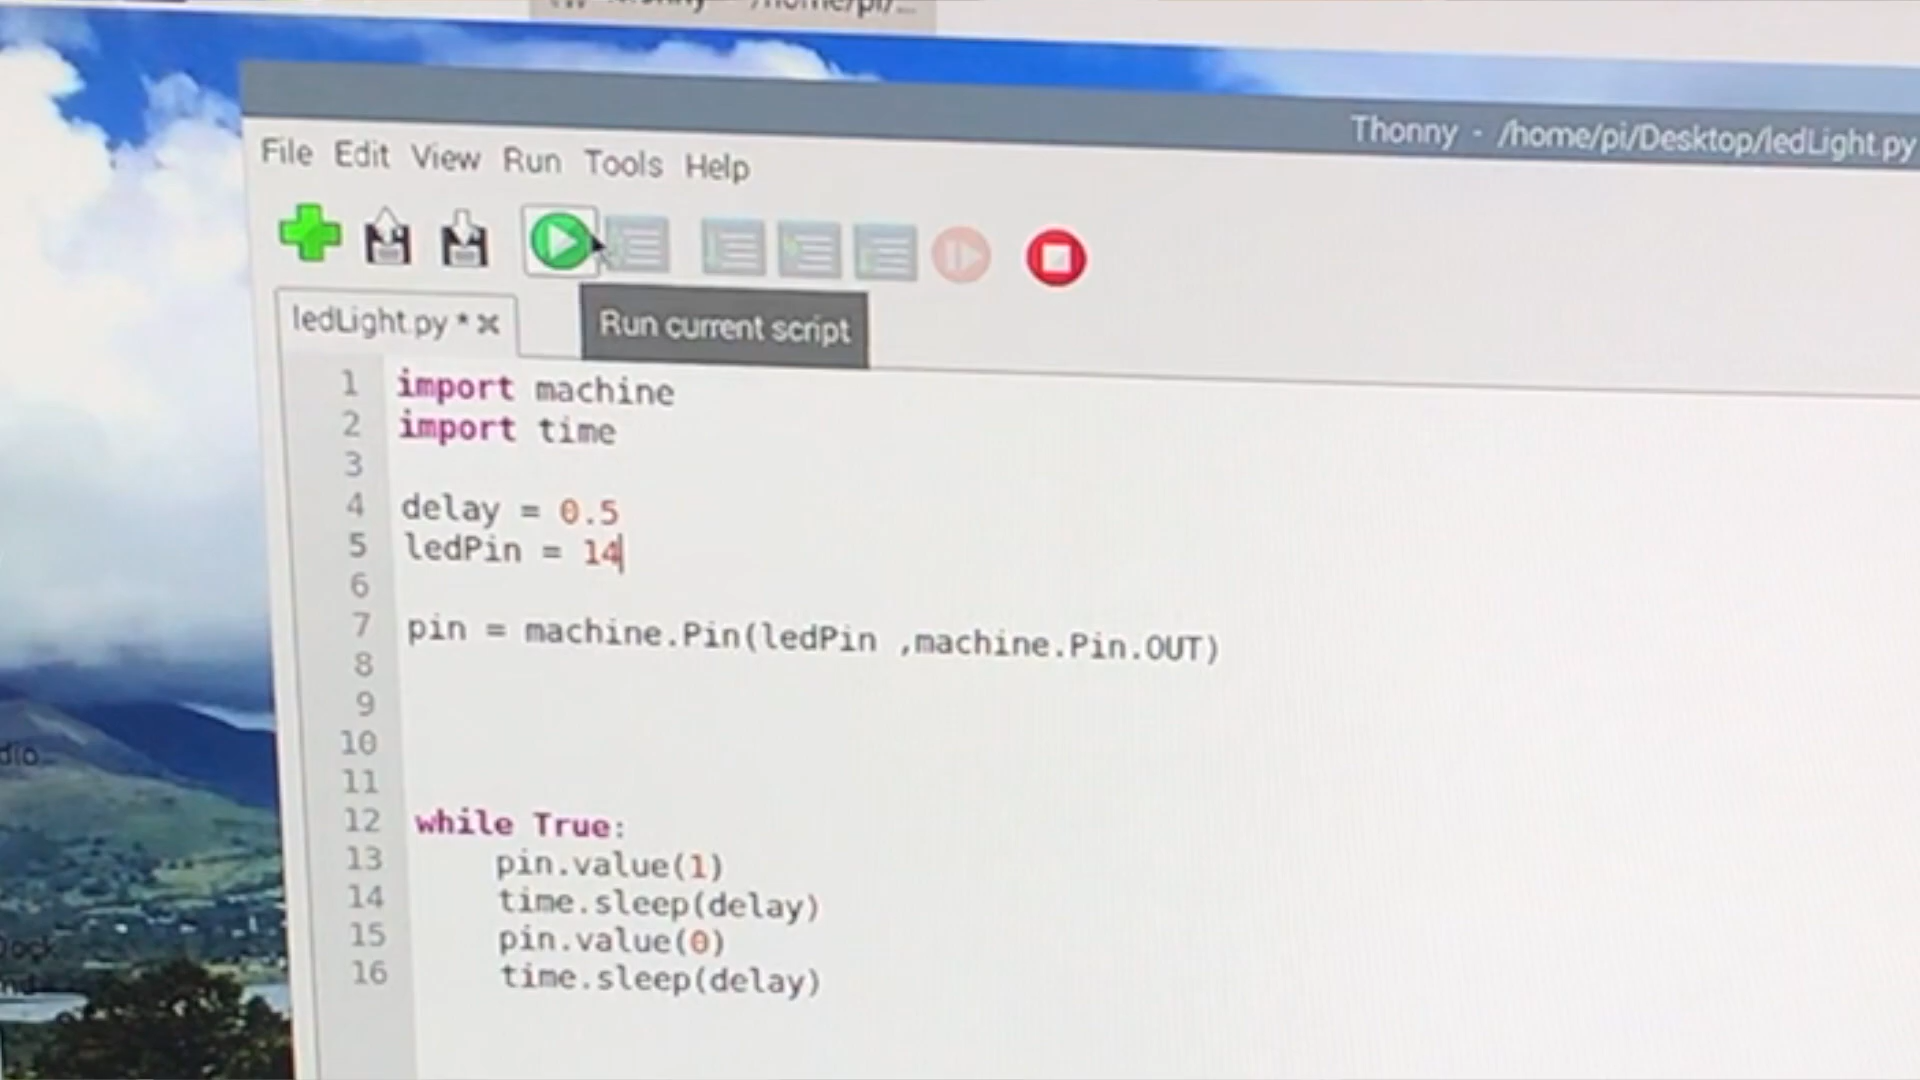 Thonny - /home/pi/Desktop/ledLight.py
File Edit View Run Tools Help
ledLight.py *
Run current script
1 import machine
2 import time
3
4 delay = 0.5
5 ledPin = 14
6
7 pin = machine.Pin(ledPin ,machine.Pin.OUT)
8
9
10
11
12 while True:
13 pin.value(1)
14 time.sleep(delay)
15 pin.value(0)
16 time.sleep(delay)